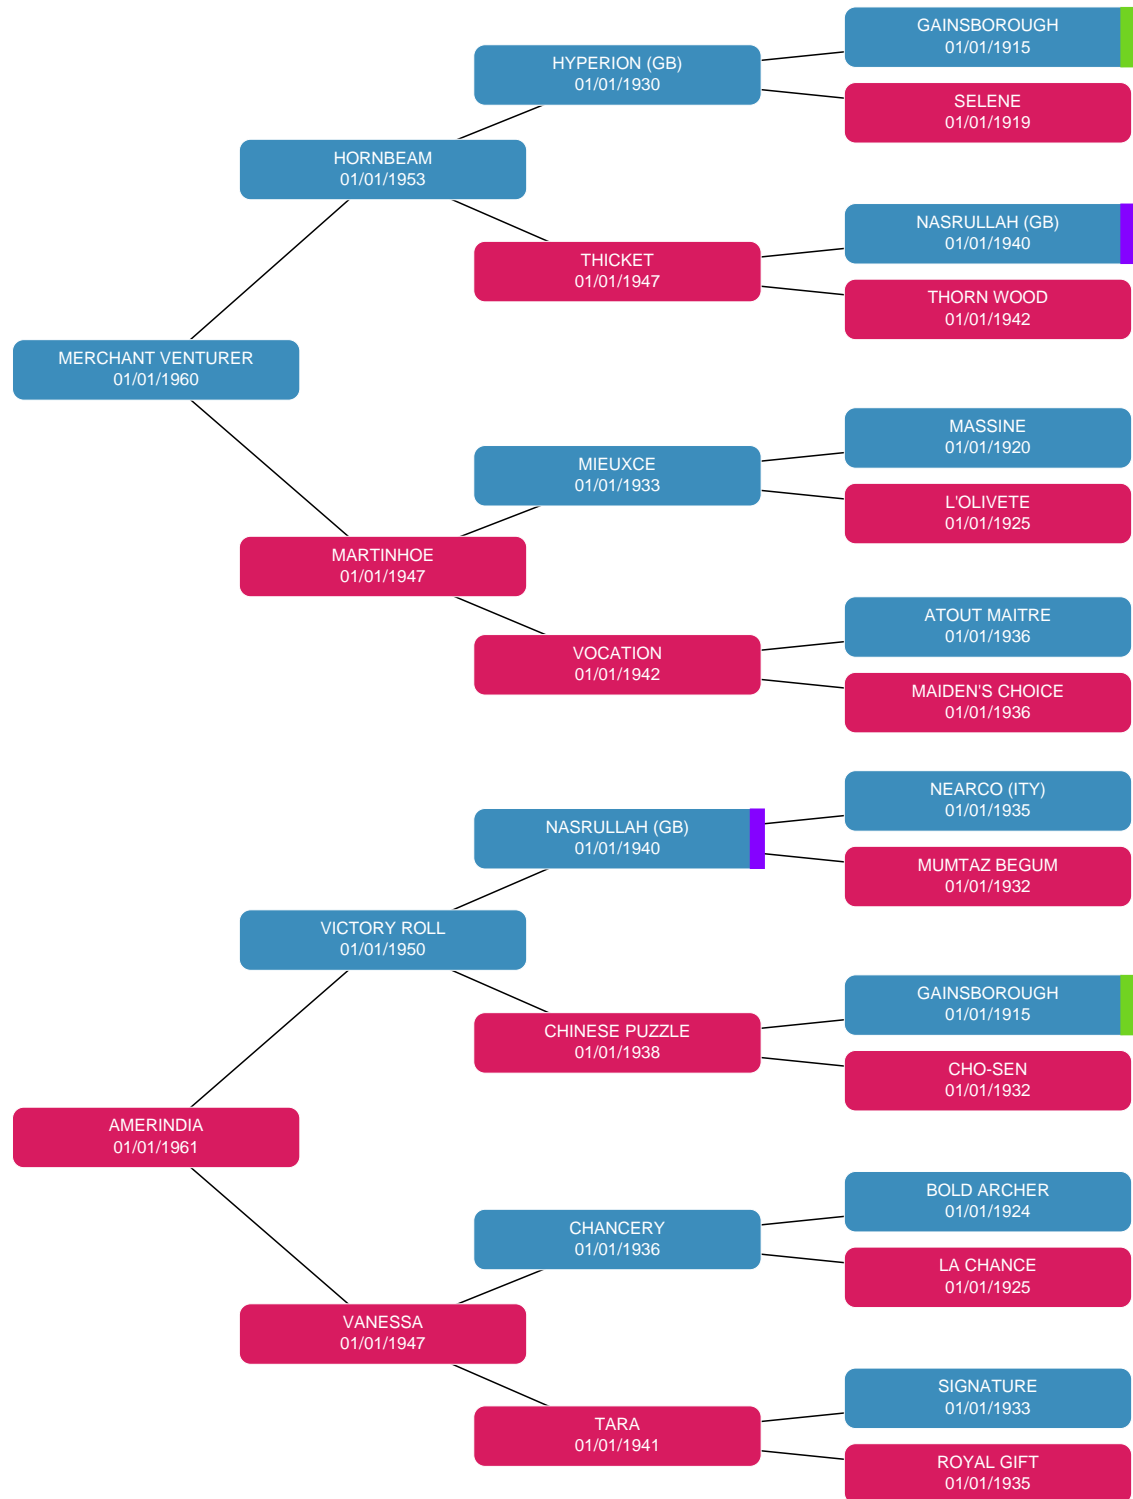 GAINSBOROUGH
01/01/1915
HYPERION (GB)
01/01/1930
SELENE
01/01/1919
HORNBEAM
01/01/1953
NASRULLAH (GB)
01/01/1940
THICKET
01/01/1947
THORN WOOD
01/01/1942
MERCHANT VENTURER
01/01/1960
MASSINE
01/01/1920
MIEUXCE
01/01/1933
L'OLIVETE
01/01/1925
MARTINHOE
01/01/1947
ATOUT MAITRE
01/01/1936
VOCATION
01/01/1942
MAIDEN'S CHOICE
01/01/1936
NEARCO (ITY)
01/01/1935
NASRULLAH (GB)
01/01/1940
MUMTAZ BEGUM
01/01/1932
VICTORY ROLL
01/01/1950
GAINSBOROUGH
01/01/1915
CHINESE PUZZLE
01/01/1938
CHO-SEN
01/01/1932
AMERINDIA
01/01/1961
BOLD ARCHER
01/01/1924
CHANCERY
01/01/1936
LA CHANCE
01/01/1925
VANESSA
01/01/1947
SIGNATURE
01/01/1933
TARA
01/01/1941
ROYAL GIFT
01/01/1935